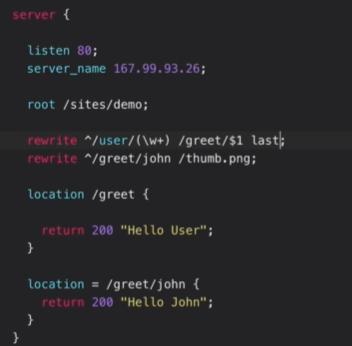 server {
listen 80;
server_name 167.99.93.26;
root /sites/demo;
rewrite ^/user/(\w+) /greet/$1 last;
rewrite ^/greet/john /thumb.png;
location /greet {
return 200 "Hello User";
}
location = /greet/john {
return 200 "Hello John";
}
}